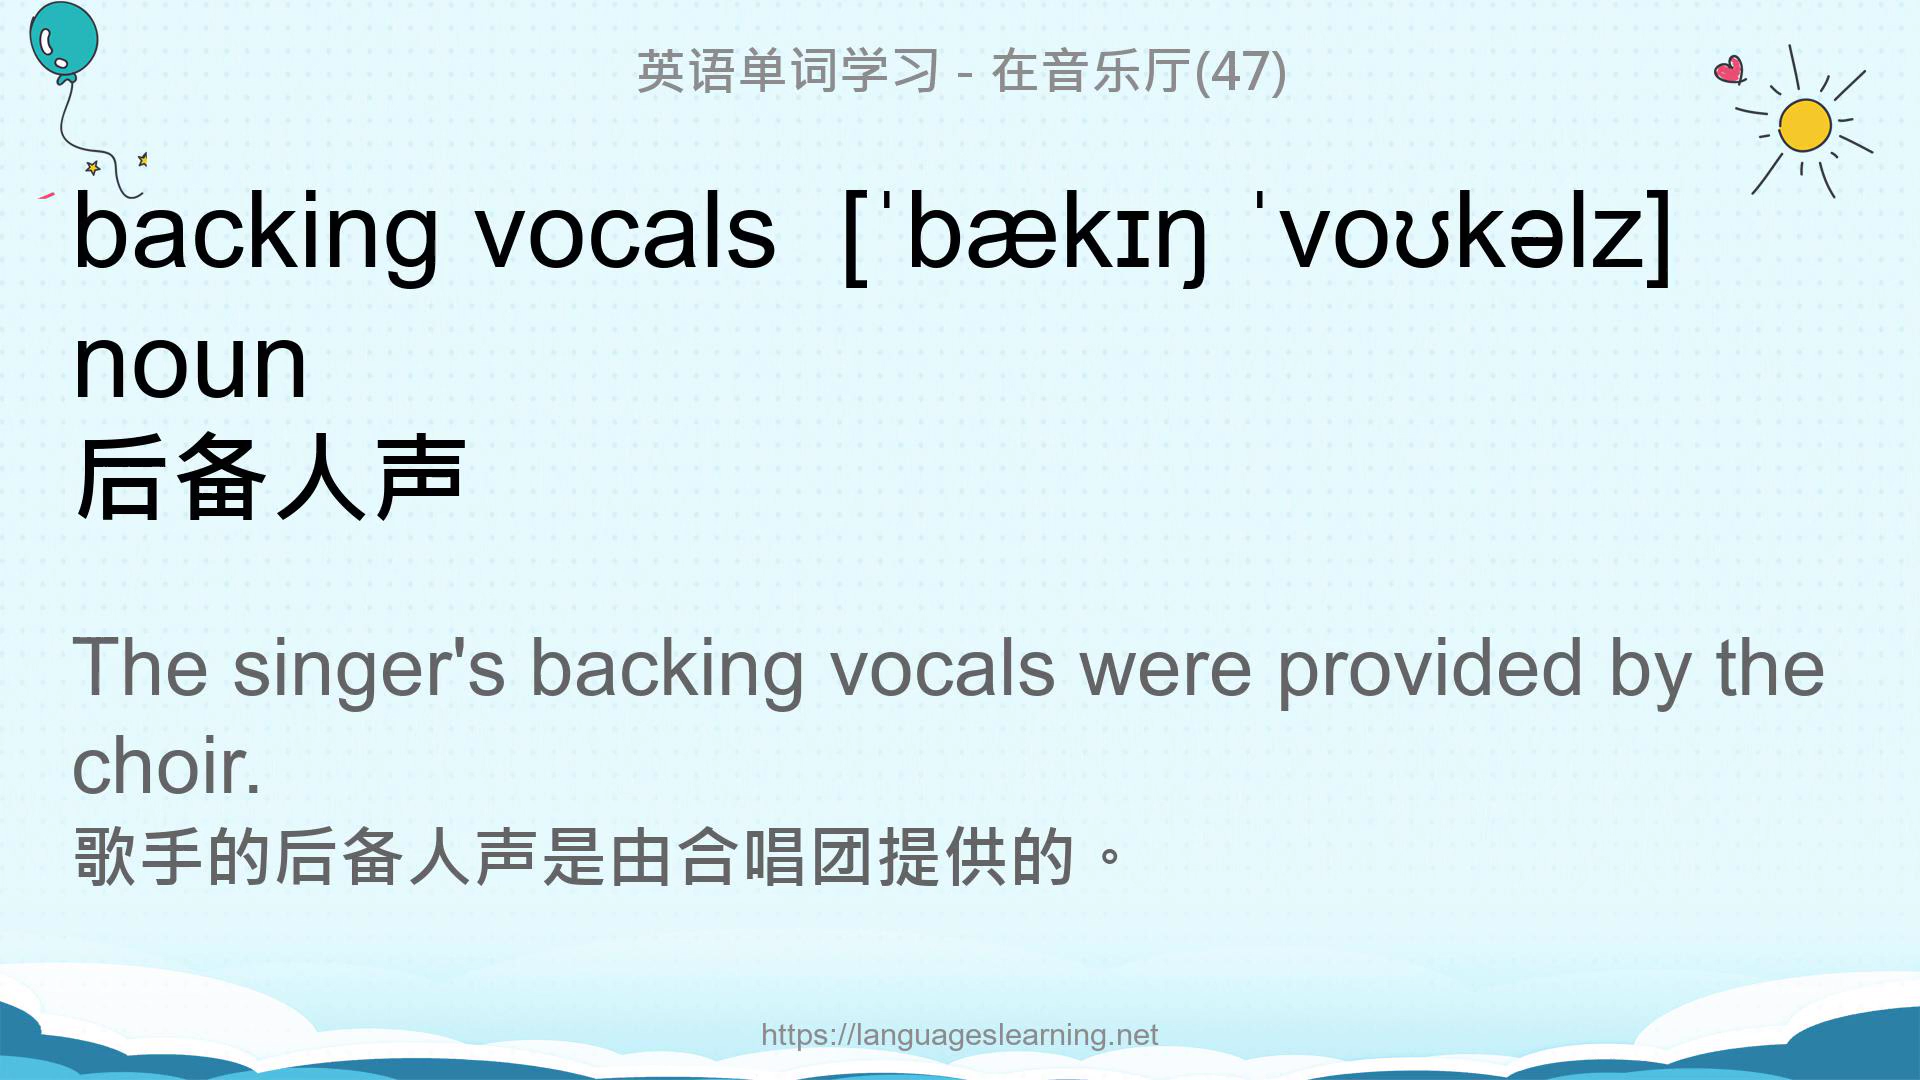 英语单词学习 - 在音乐厅(47)
backing vocals [ˈbækɪŋ ˈvoʊkəlz]
noun
后备人声
The singer's backing vocals were provided by the
choir.
歌手的后备人声是由合唱团提供的。
https://languageslearning.net